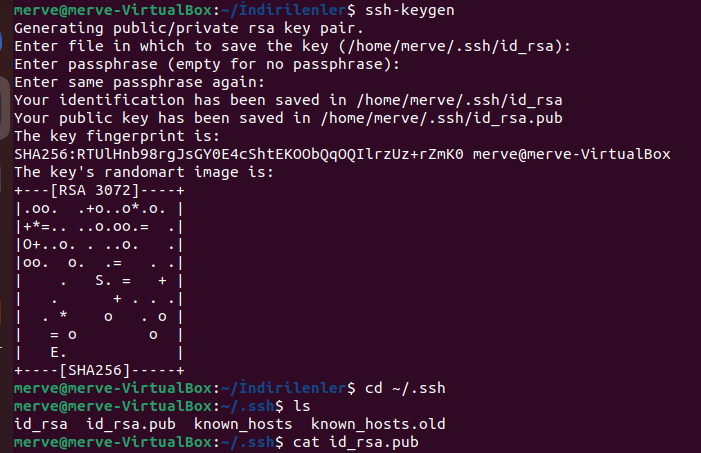 merve@merve-VirtualBox:~/İndirilenler$ ssh-keygen
Generating public/private rsa key pair.
Enter file in which to save the key (/home/merve/.ssh/id_rsa):
Enter passphrase (empty for no passphrase):
Enter same passphrase again:
Your identification has been saved in /home/merve/.ssh/id_rsa
Your public key has been saved in /home/merve/.ssh/id_rsa.pub
The key fingerprint is:
SHA256:RTUlHnb98rgJsGY0E4cShtEKOObQqOQIlrzUz+rZmK0 merve@merve-VirtualBox
The key's randomart image is:
+---[RSA 3072]----+
|.oo.  .+o..o*.o. |
|+*=.. ..o.oo.=  .|
|O+..o. . ..o.   .|
|oo.  o.  .=   . .|
|    .   S. =   + |
|   .      + . . .|
|  . *    o   . o |
|   = o        o  |
|   E.            |
+----[SHA256]-----+
merve@merve-VirtualBox:~/İndirilenler$ cd ~/.ssh
merve@merve-VirtualBox:~/.ssh$ ls
id_rsa  id_rsa.pub  known_hosts  known_hosts.old
merve@merve-VirtualBox:~/.ssh$ cat id_rsa.pub